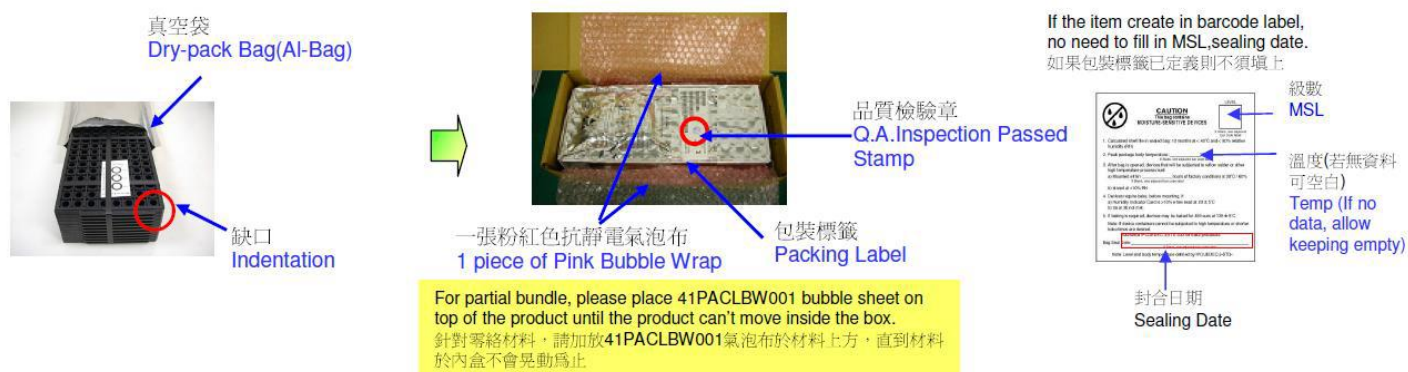 真空袋
Dry-pack Bag(Al-Bag)
缺口
Indentation
一張粉紅色抗靜電氣泡布
1 piece of Pink Bubble Wrap
品質檢驗章
Q.A.Inspection Passed
Stamp
包裝標籤
Packing Label
For partial bundle, please place 41PACLBW001 bubble sheet on
top of the product until the product can't move inside the box.
針對零絡材料，請加放41PACLBW001氣泡布於材料上方，直到材料
於內盒不會晃動爲止
If the item create in barcode label,
no need to fill in MSL,sealing date.
如果包裝標籤已定義則不須填上
CAUTION
This bag contains
MOISTURE-SENSITIVE DEVICES
LEVEL
級數
MSL
溫度(若無資料
可空白)
Temp (If no
data, allow
keeping empty)
封合日期
Sealing Date